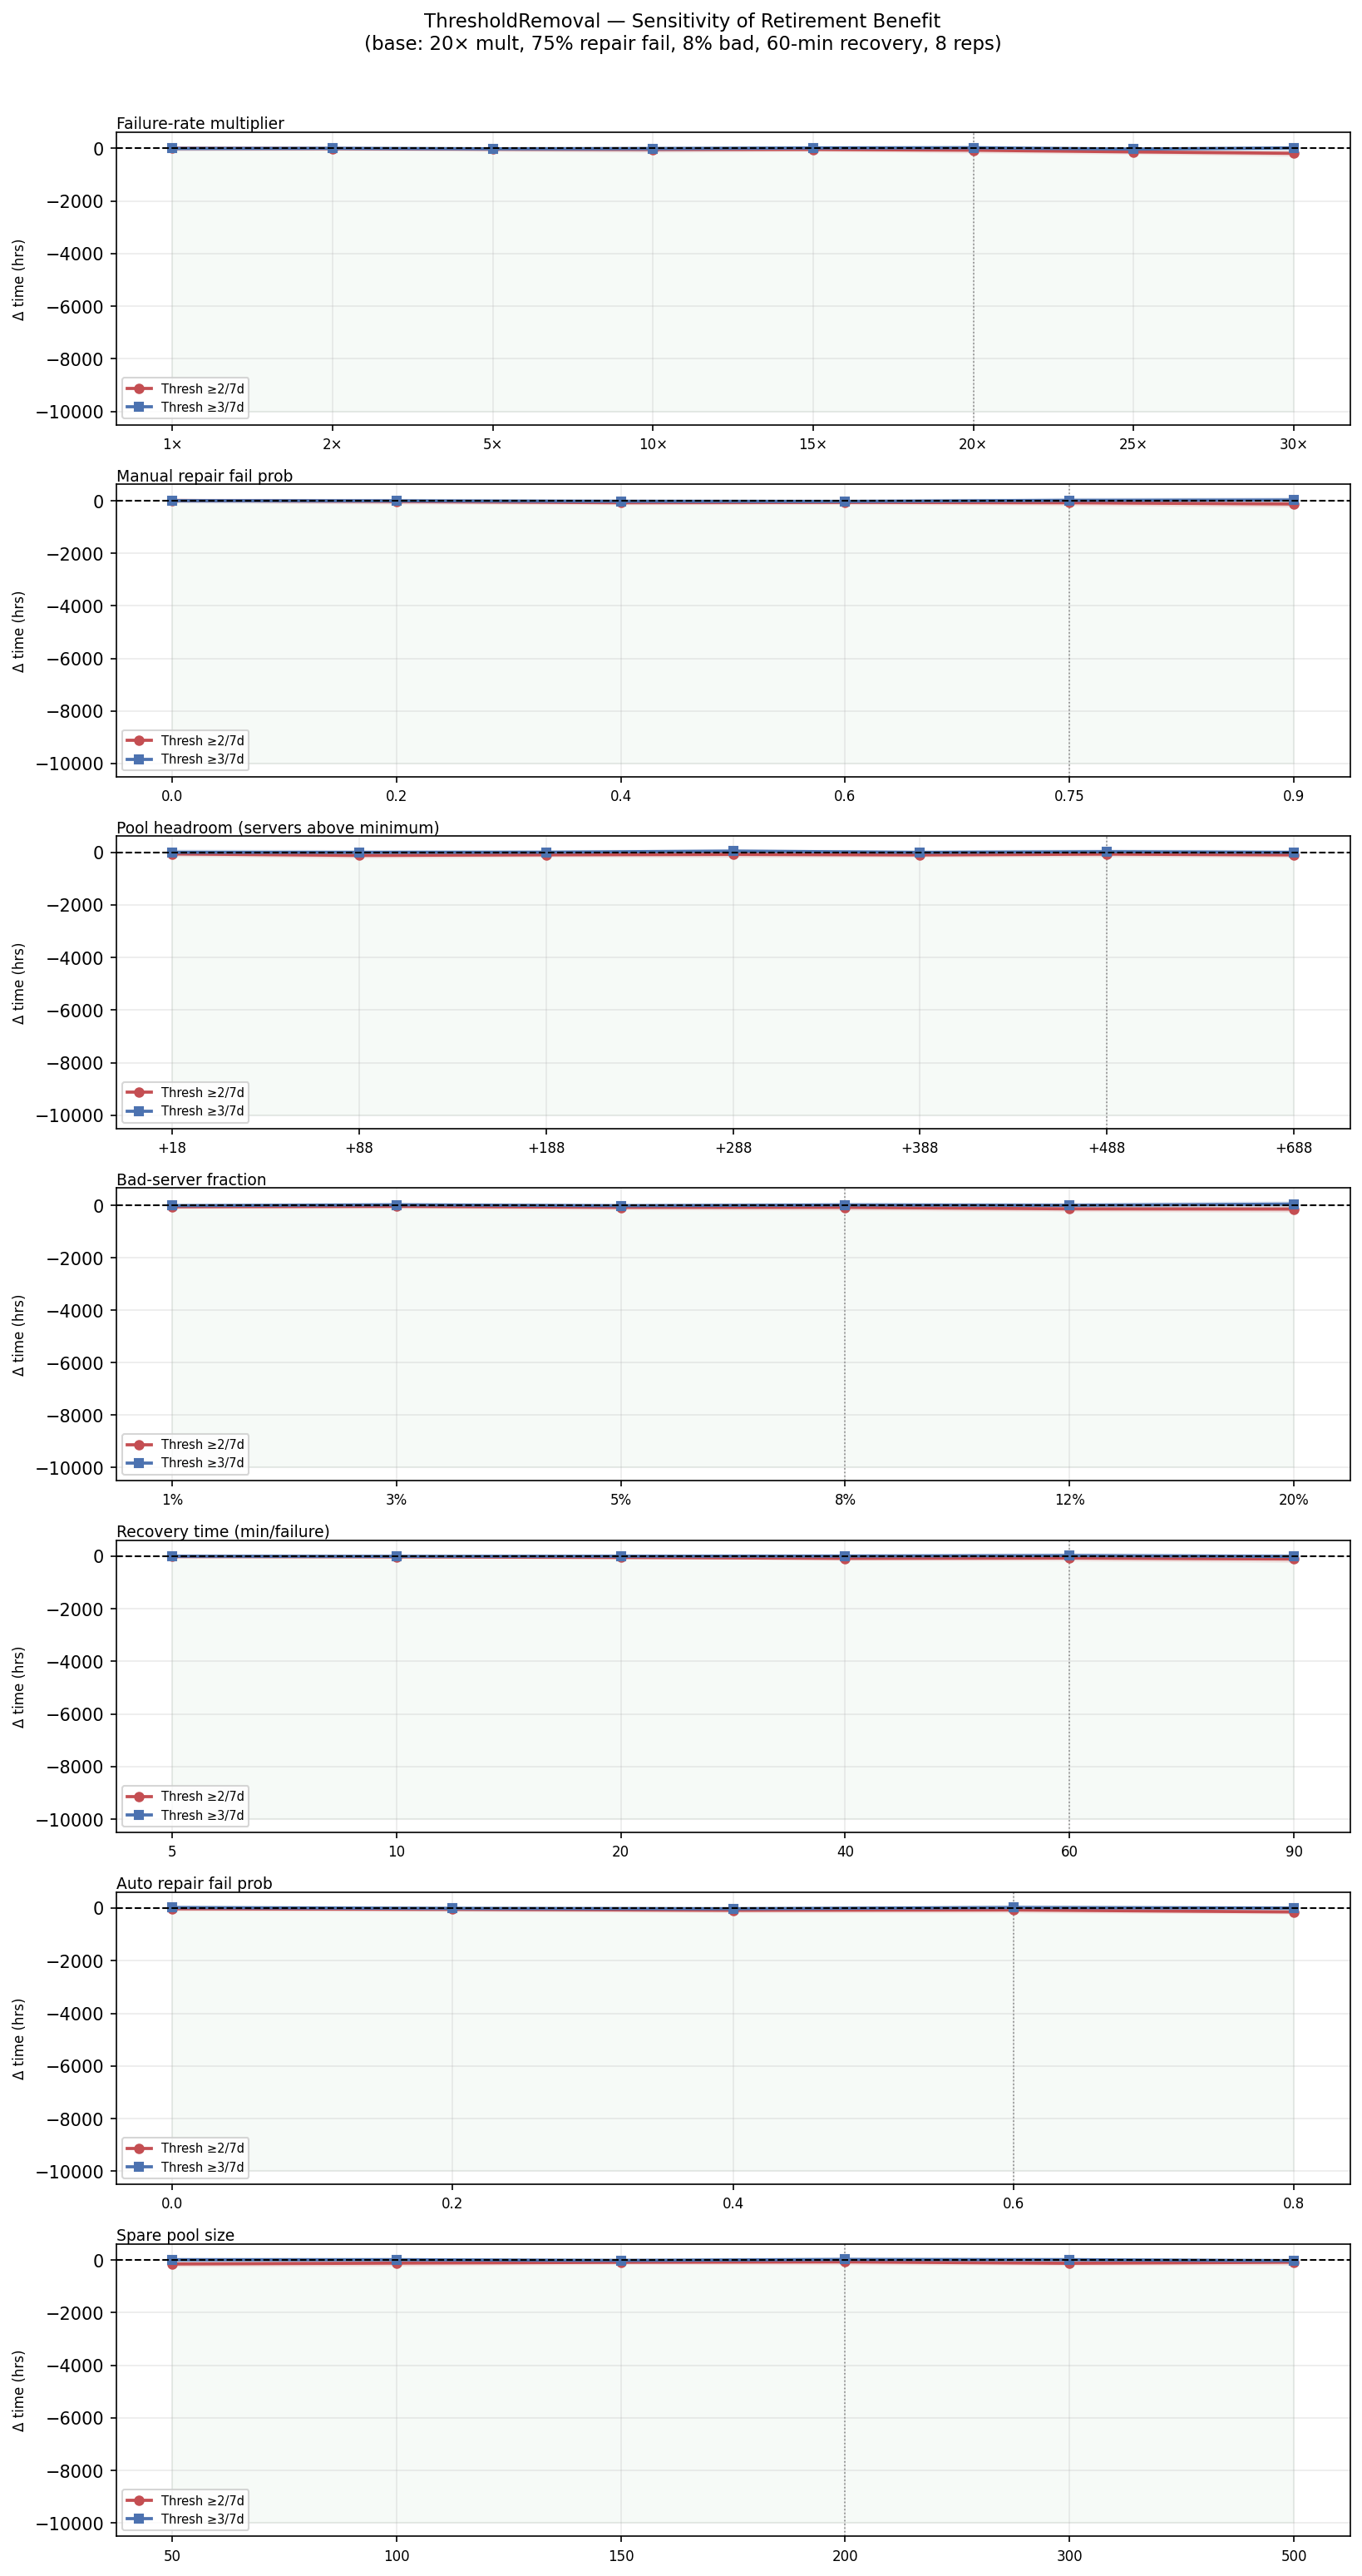 ThresholdRemoval — Sensitivity of Retirement Benefit
(base: 20× mult, 75% repair fail, 8% bad, 60-min recovery, 8 reps)
Failure-rate multiplier
Δ time (hrs)
0
−2000
−4000
−6000
−8000
−10000
Thresh ≥2/7d
Thresh ≥3/7d
1× 2× 5× 10× 15× 20× 25× 30×
Manual repair fail prob
Δ time (hrs)
0
−2000
−4000
−6000
−8000
−10000
Thresh ≥2/7d
Thresh ≥3/7d
0.0 0.2 0.4 0.6 0.75 0.9
Pool headroom (servers above minimum)
Δ time (hrs)
0
−2000
−4000
−6000
−8000
−10000
Thresh ≥2/7d
Thresh ≥3/7d
+18 +88 +188 +288 +388 +488 +688
Bad-server fraction
Δ time (hrs)
0
−2000
−4000
−6000
−8000
−10000
Thresh ≥2/7d
Thresh ≥3/7d
1% 3% 5% 8% 12% 20%
Recovery time (min/failure)
Δ time (hrs)
0
−2000
−4000
−6000
−8000
−10000
Thresh ≥2/7d
Thresh ≥3/7d
5 10 20 40 60 90
Auto repair fail prob
Δ time (hrs)
0
−2000
−4000
−6000
−8000
−10000
Thresh ≥2/7d
Thresh ≥3/7d
0.0 0.2 0.4 0.6 0.8
Spare pool size
Δ time (hrs)
0
−2000
−4000
−6000
−8000
−10000
Thresh ≥2/7d
Thresh ≥3/7d
50 100 150 200 300 500